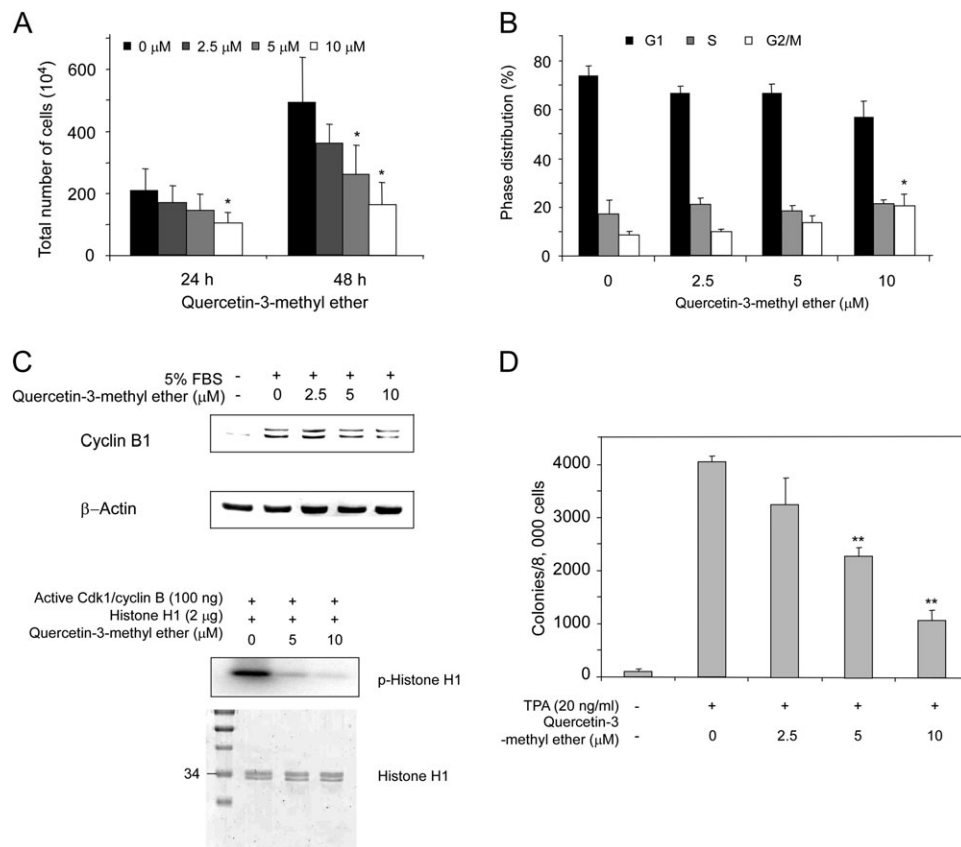 A
0 μM 2.5 μM 5 μM 10 μM
Total number of cells (10⁴)
600
400
200
0
*
*
*
24 h 48 h
Quercetin-3-methyl ether
B
G1 S G2/M
Phase distribution (%)
100
80
60
40
20
0
*
0 2.5 5 10
Quercetin-3-methyl ether (μM)
C
5% FBS - + + + +
Quercetin-3-methyl ether (μM) - 0 2.5 5 10
Cyclin B1
β–Actin
Active Cdk1/cyclin B (100 ng) + + +
Histone H1 (2 μg) + + +
Quercetin-3-methyl ether (μM) 0 5 10
p-Histone H1
34
Histone H1
D
Colonies/8, 000 cells
4000
3000
2000
1000
0
**
**
TPA (20 ng/ml) - + + + +
Quercetin-3
-methyl ether (μM) - 0 2.5 5 10